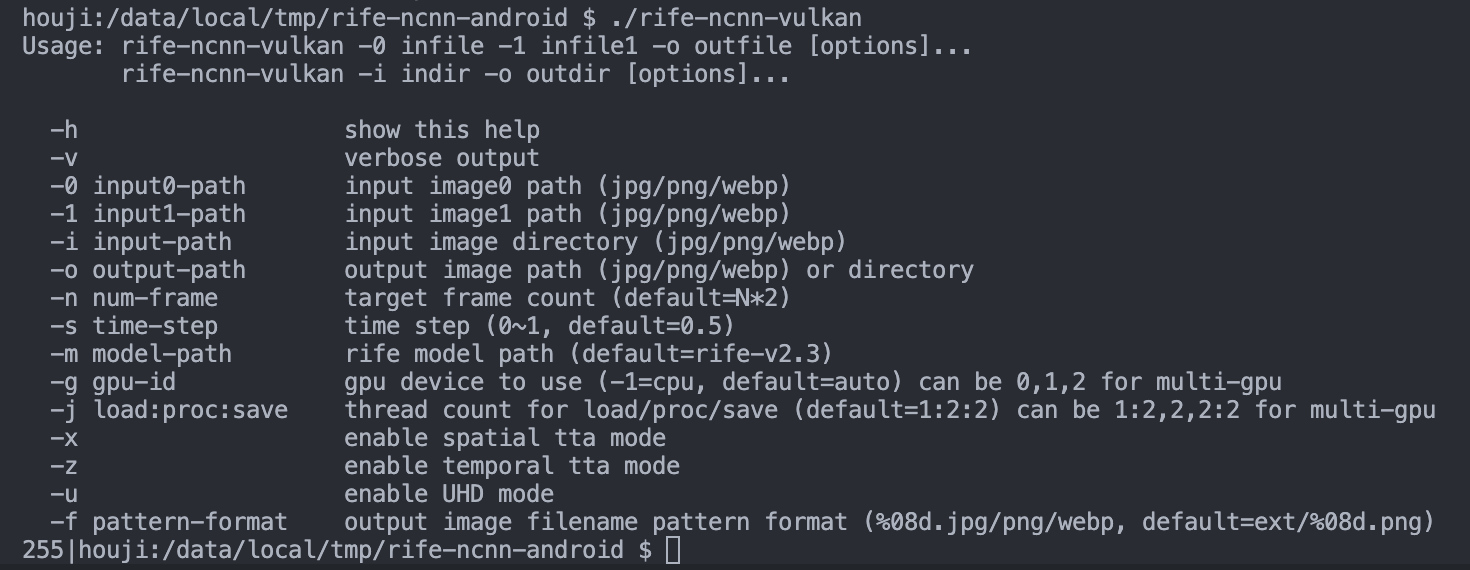 houji:/data/local/tmp/rife-ncnn-android $ ./rife-ncnn-vulkan
Usage: rife-ncnn-vulkan -0 infile -1 infile1 -o outfile [options]...
       rife-ncnn-vulkan -i indir -o outdir [options]...

  -h                   show this help
  -v                   verbose output
  -0 input0-path       input image0 path (jpg/png/webp)
  -1 input1-path       input image1 path (jpg/png/webp)
  -i input-path        input image directory (jpg/png/webp)
  -o output-path       output image path (jpg/png/webp) or directory
  -n num-frame         target frame count (default=N*2)
  -s time-step         time step (0~1, default=0.5)
  -m model-path        rife model path (default=rife-v2.3)
  -g gpu-id            gpu device to use (-1=cpu, default=auto) can be 0,1,2 for multi-gpu
  -j load:proc:save    thread count for load/proc/save (default=1:2:2) can be 1:2,2,2:2 for multi-gpu
  -x                   enable spatial tta mode
  -z                   enable temporal tta mode
  -u                   enable UHD mode
  -f pattern-format    output image filename pattern format (%08d.jpg/png/webp, default=ext/%08d.png)
255|houji:/data/local/tmp/rife-ncnn-android $